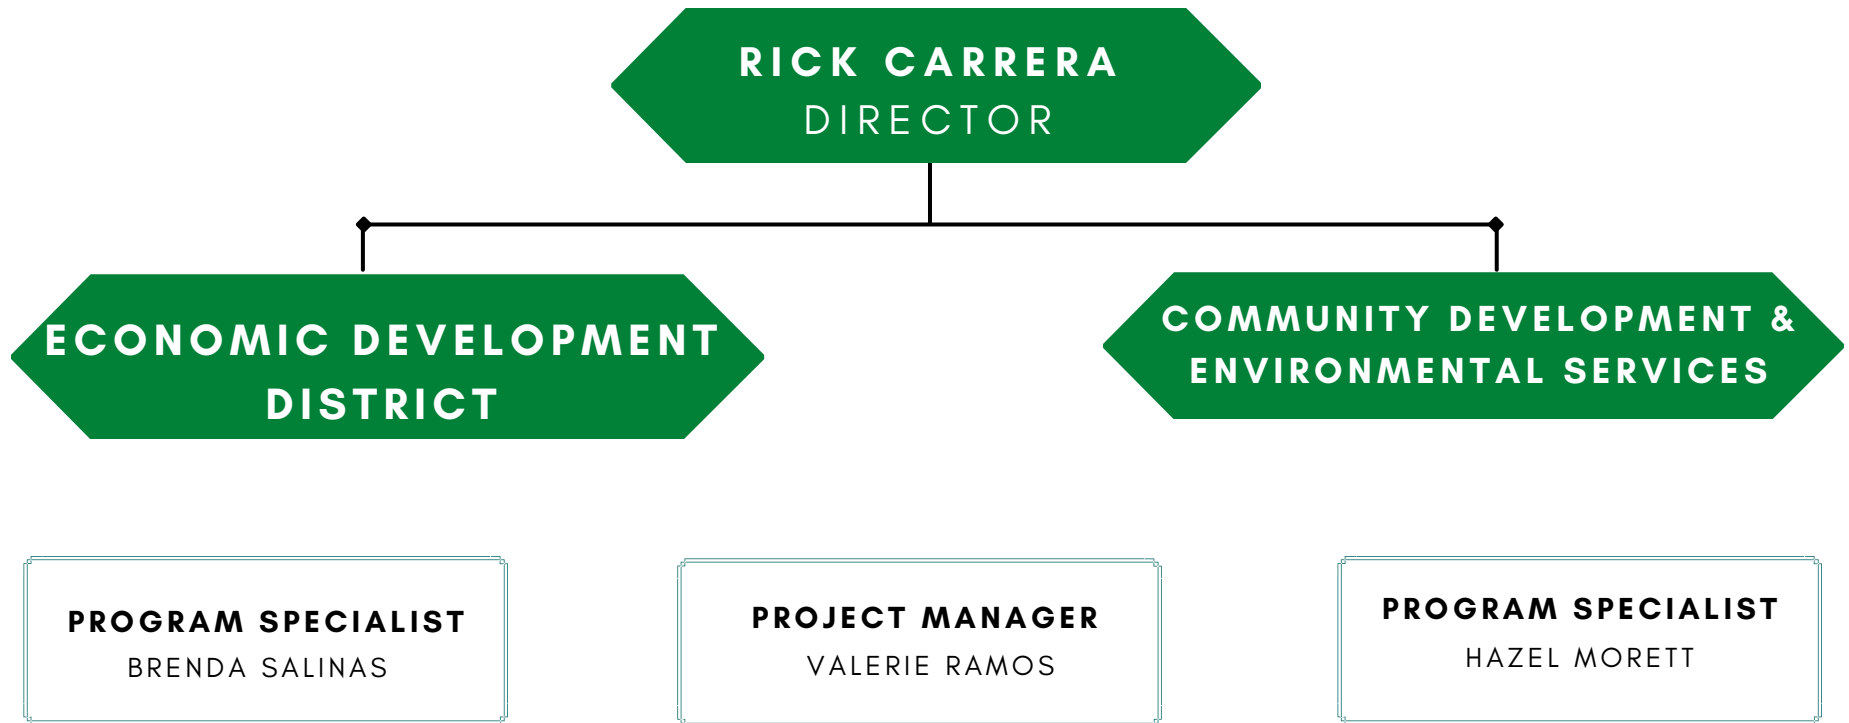 RICK CARRERA
DIRECTOR
ECONOMIC DEVELOPMENT
DISTRICT
COMMUNITY DEVELOPMENT &
ENVIRONMENTAL SERVICES
PROGRAM SPECIALIST
BRENDA SALINAS
PROJECT MANAGER
VALERIE RAMOS
PROGRAM SPECIALIST
HAZEL MORETT